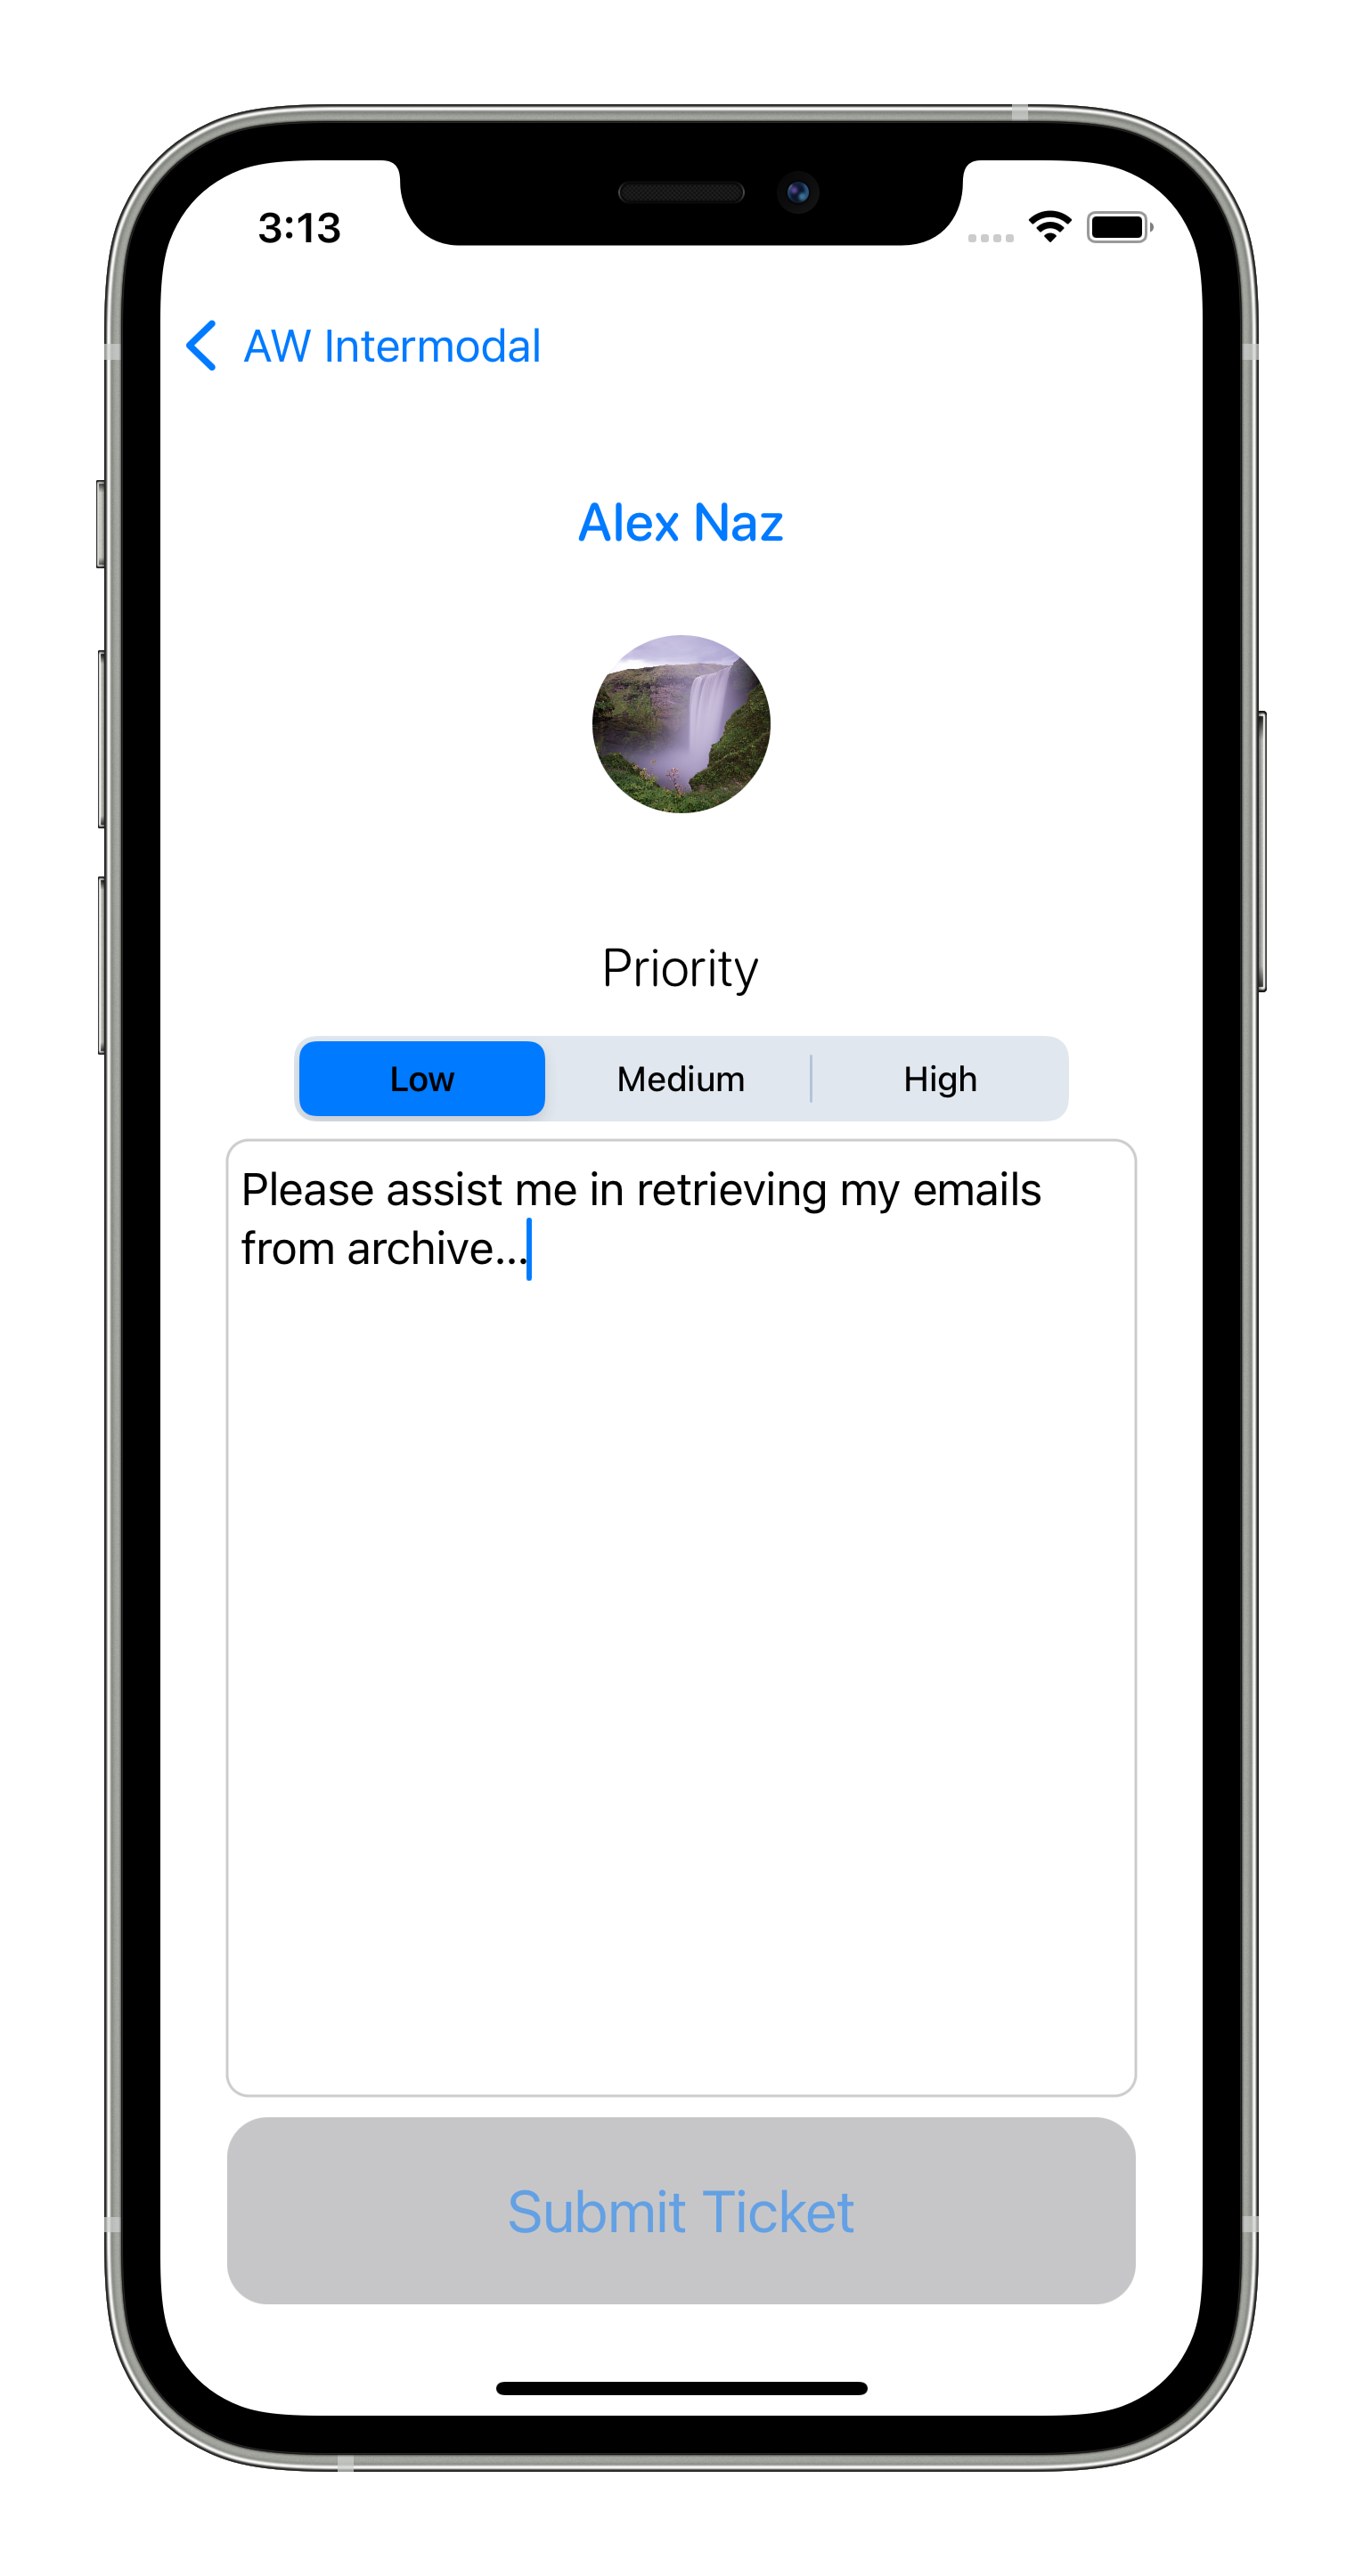 3:13
AW Intermodal
Alex Naz
Priority
Low Medium High
Please assist me in retrieving my emails
from archive...
Submit Ticket